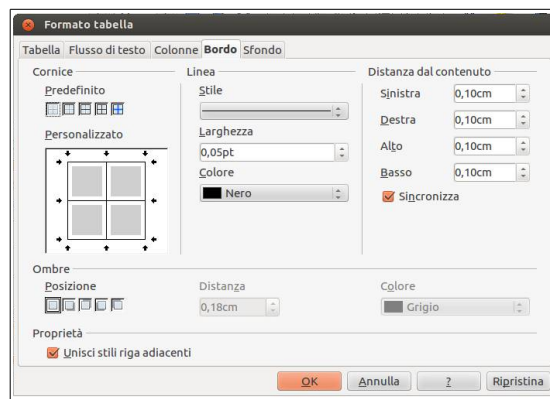 Formato tabella
Tabella Flusso di testo Colonne Bordo Sfondo
Cornice
Predefinito
Personalizzato
Linea
Stile
Larghezza
0,05pt
Colore
Nero
Distanza dal contenuto
Sinistra 0,10cm
Destra 0,10cm
Alto 0,10cm
Basso 0,10cm
Sincronizza
Ombre
Posizione
Distanza
0,18cm
Colore
Grigio
Proprietà
Unisci stili riga adiacenti
OK Annulla ? Ripristina